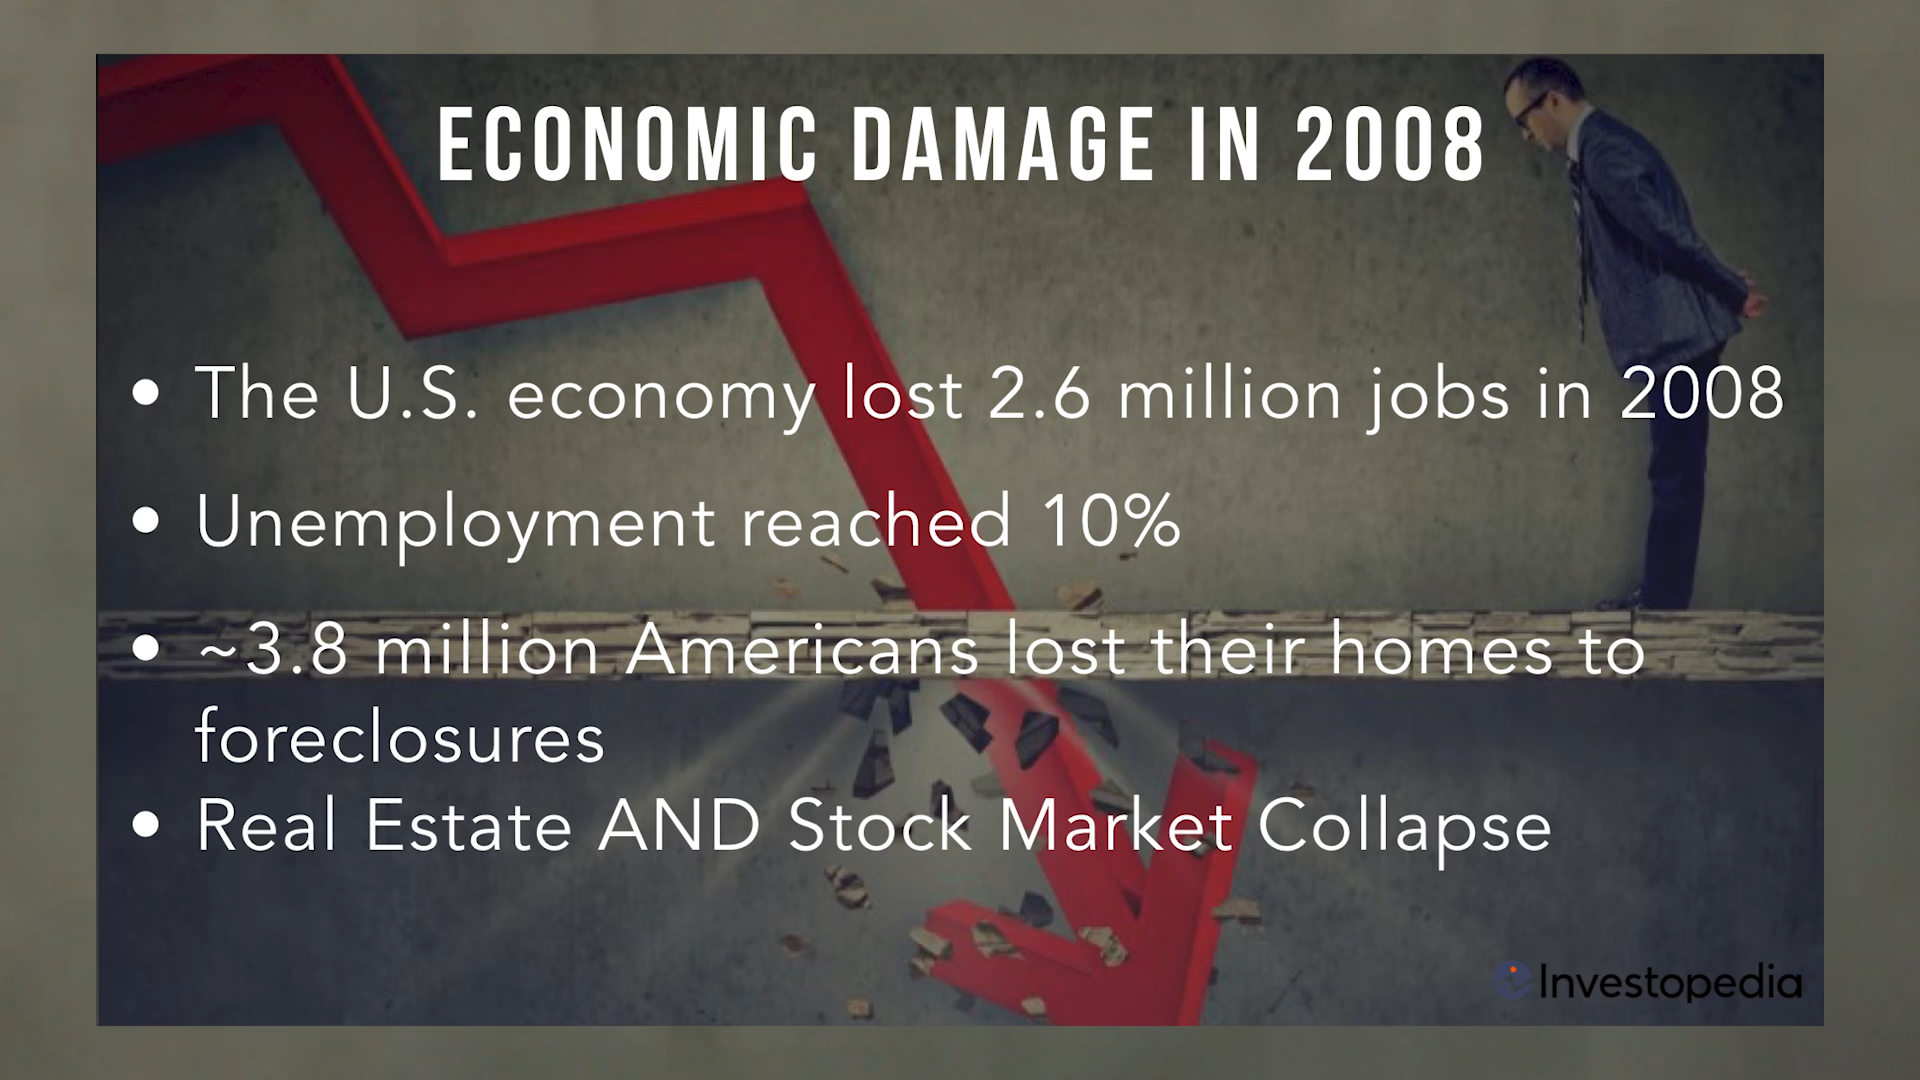 ECONOMIC DAMAGE IN 2008
• The U.S. economy lost 2.6 million jobs in 2008
• Unemployment reached 10%
• ~3.8 million Americans lost their homes to
foreclosures
• Real Estate AND Stock Market Collapse
Investopedia